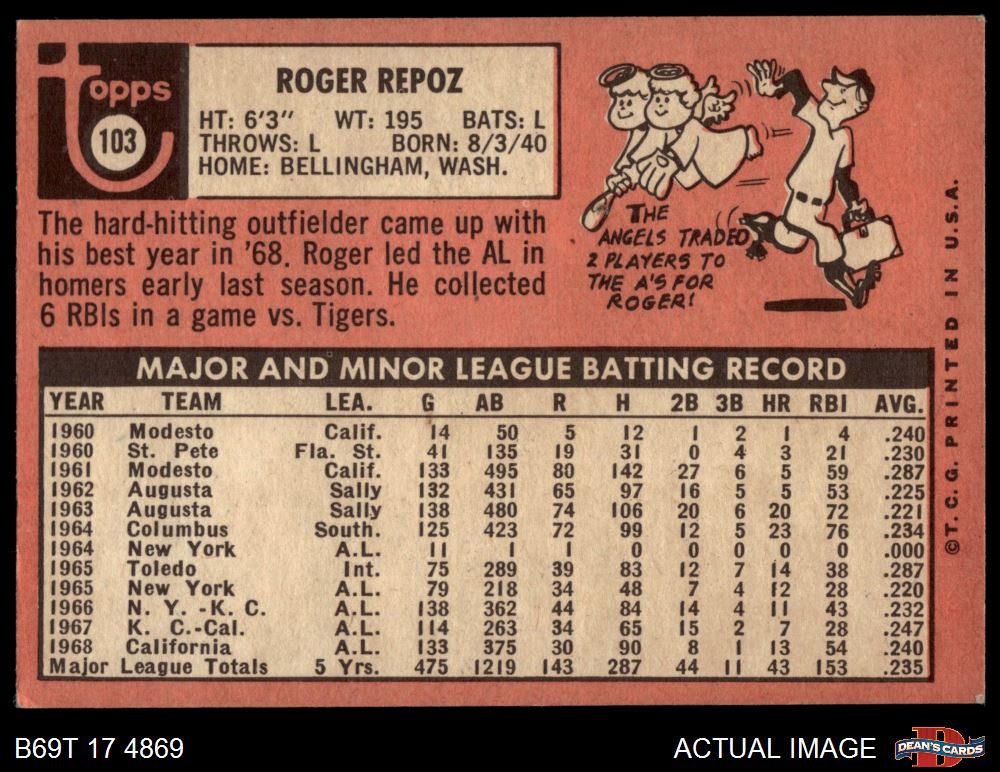 topps
103
ROGER REPOZ
HT: 6'3" WT: 195 BATS: L
THROWS: L BORN: 8/3/40
HOME: BELLINGHAM, WASH.
The hard-hitting outfielder came up with
his best year in '68. Roger led the AL in
homers early last season. He collected
6 RBIs in a game vs. Tigers.
THE
ANGELS TRADED
2 PLAYERS TO
THE A'S FOR
ROGER!
MAJOR AND MINOR LEAGUE BATTING RECORD
YEAR TEAM LEA. G AB R H 2B 3B HR RBI AVG.
1960 Modesto Calif. 14 50 5 12 1 2 1 4 .240
1960 St. Pete Fla. St. 41 135 19 31 0 4 3 21 .230
1961 Modesto Calif. 133 495 80 142 27 6 5 59 .287
1962 Augusta Sally 132 431 65 97 16 5 5 53 .225
1963 Augusta Sally 138 480 74 106 20 6 20 72 .221
1964 Columbus South. 125 423 72 99 12 5 23 76 .234
1964 New York A.L. 11 1 1 0 0 0 0 0 .000
1965 Toledo Int. 75 289 39 83 12 7 14 38 .287
1965 New York A.L. 79 218 34 48 7 4 12 28 .220
1966 N. Y. -K. C. A.L. 138 362 44 84 14 4 11 43 .232
1967 K. C.-Cal. A.L. 114 263 34 65 15 2 7 28 .247
1968 California A.L. 133 375 30 90 8 1 13 54 .240
Major League Totals 5 Yrs. 475 1219 143 287 44 11 43 153 .235
©T. C. G. PRINTED IN U.S.A.
B69T 17 4869
ACTUAL IMAGE
D
DEAN'S CARDS